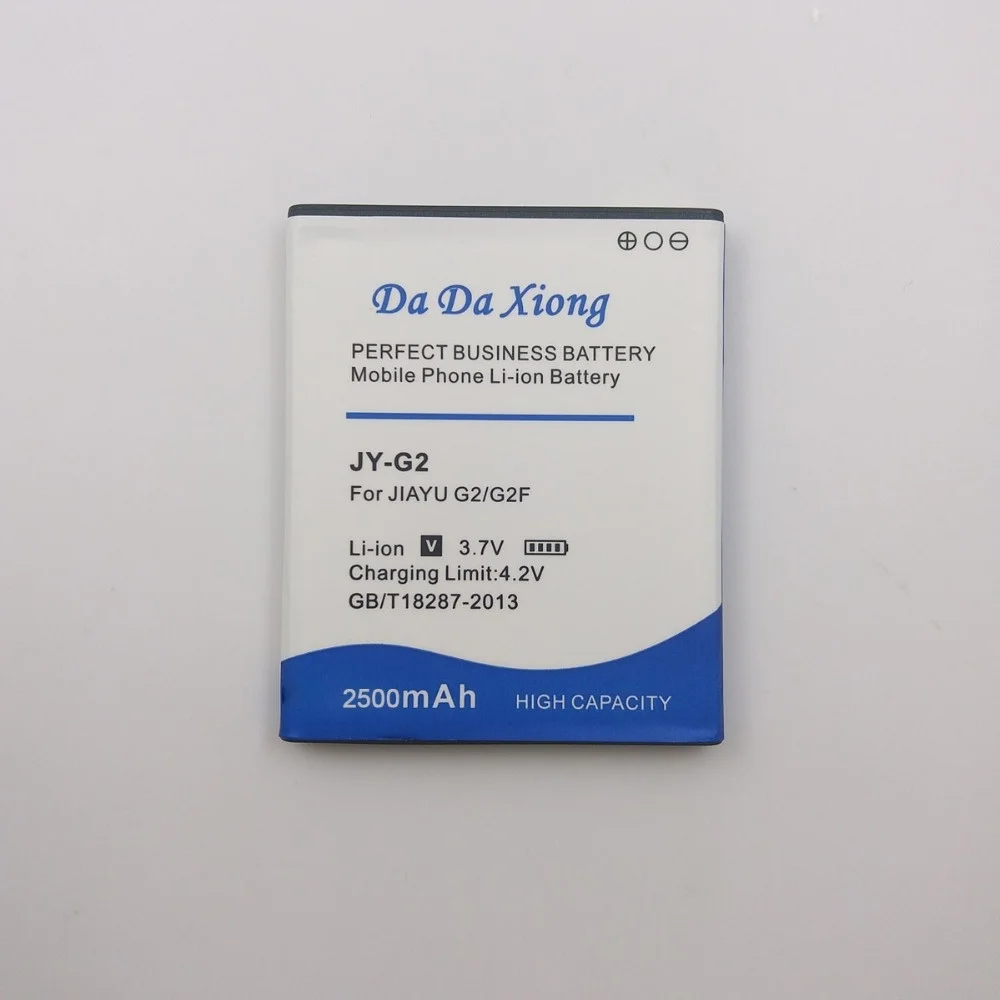 ⊕○⊖
Da Da Xiong
PERFECT BUSINESS BATTERY
Mobile Phone Li-ion Battery
JY-G2
For JIAYU G2/G2F
Li-ion V 3.7V
Charging Limit:4.2V
GB/T18287-2013
2500mAh HIGH CAPACITY